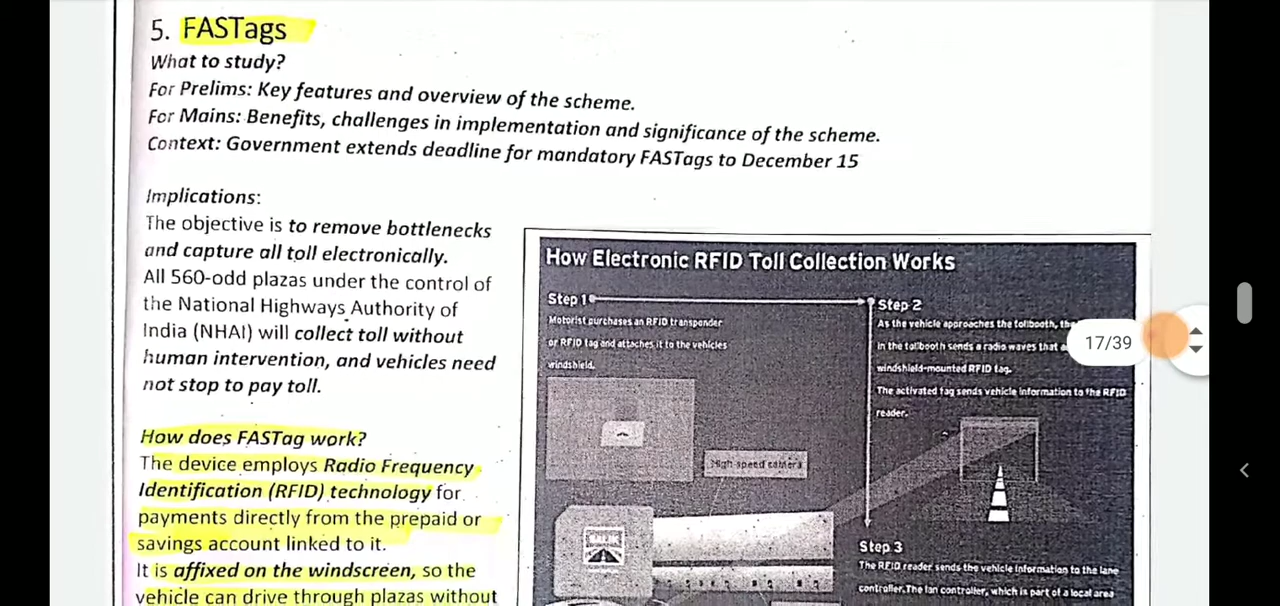 5. FASTags
What to study?
For Prelims: Key features and overview of the scheme.
For Mains: Benefits, challenges in implementation and significance of the scheme.
Context: Government extends deadline for mandatory FASTags to December 15
Implications:
The objective is to remove bottlenecks
and capture all toll electronically.
All 560-odd plazas under the control of
the National Highways Authority of
India (NHAI) will collect toll without
human intervention, and vehicles need
not stop to pay toll.
How does FASTag work?
The device employs Radio Frequency
Identification (RFID) technology for
payments directly from the prepaid or
savings account linked to it.
It is affixed on the windscreen, so the
vehicle can drive through plazas without
How Electronic RFID Toll Collection Works
Step 1
Motorist purchases an RFID transponder
or RFID tag and attaches it to the vehicles
windshield.
High speed camera
SALIK
Step 2
As the vehicle approaches the tollbooth, the
in the tollbooth sends a radio waves that
windshield-mounted RFID tag.
The activated tag sends vehicle information to the RFID
reader.
Step 3
The RFID reader sends the vehicle information to the lane
controller.The lan controller, which is part of a local area
17/39